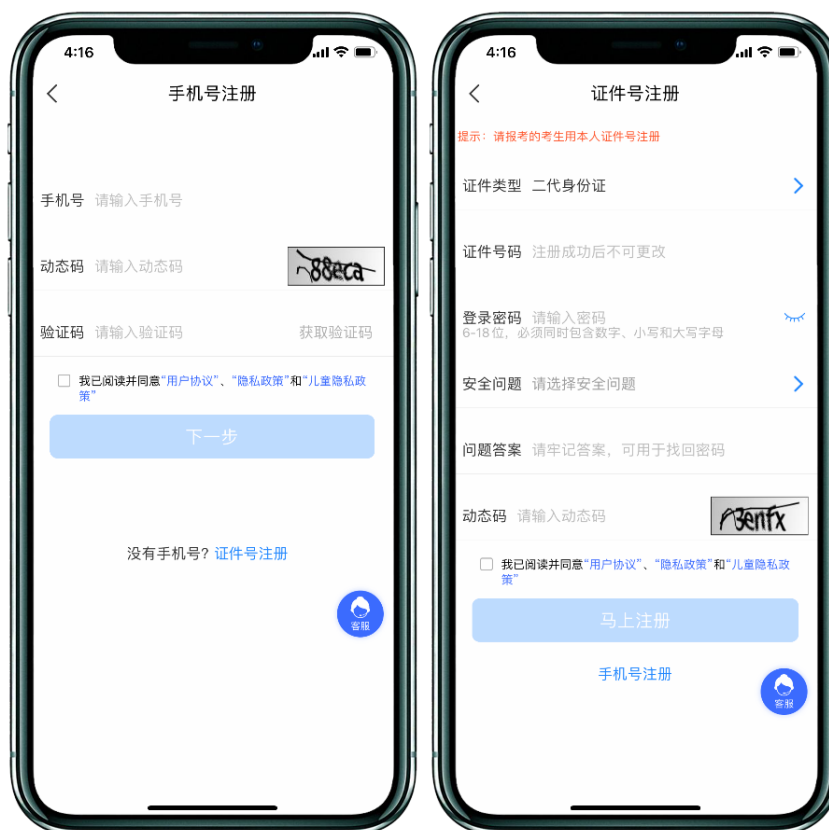 4:16
手机号注册
手机号 请输入手机号
动态码 请输入动态码 88eca
验证码 请输入验证码 获取验证码
我已阅读并同意“用户协议”、“隐私政策”和“儿童隐私政
策”
下一步
没有手机号? 证件号注册
客服
4:16
证件号注册
提示：请报考的考生用本人证件号注册
证件类型 二代身份证
证件号码 注册成功后不可更改
登录密码 请输入密码
6-18位，必须同时包含数字、小写和大写字母
安全问题 请选择安全问题
问题答案 请牢记答案，可用于找回密码
动态码 请输入动态码
我已阅读并同意“用户协议”、“隐私政策”和“儿童隐私政
策”
马上注册
手机号注册
客服